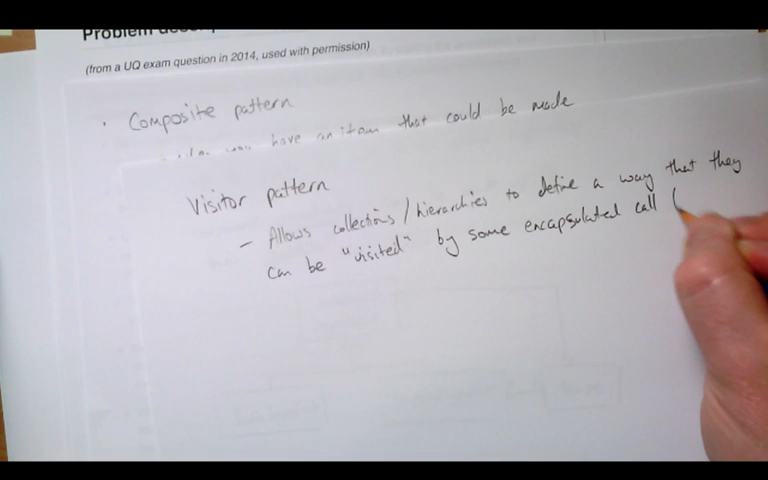 Problem
(from a UQ exam question in 2014, used with permission)
· Composite pattern
have an item that could be made
Visitor pattern
- Allows collections / hierarchies to define a way that they
can be "visited" by some encapsulated call (